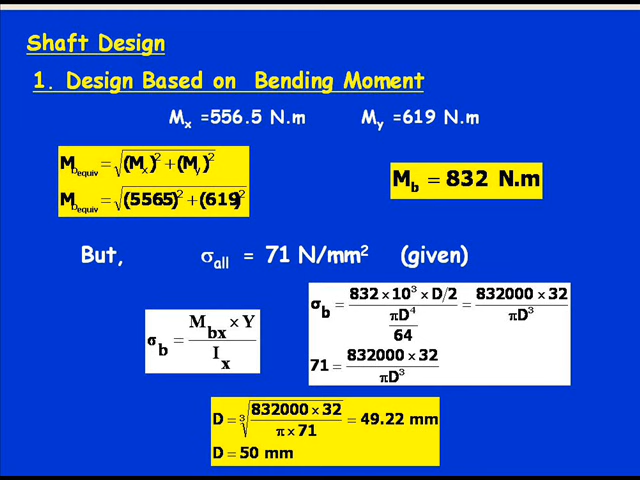 Shaft Design
1. Design Based on Bending Moment
Mx =556.5 N.m My =619 N.m
Mbequiv = √(Mx)² + (My)²
Mbequiv = √(5565)² + (619)²
Mb = 832 N.m
But, σall = 71 N/mm² (given)
σb = (Mbx × Y) / Ix
σb = (832 × 10³ × D/2) / (πD⁴/64) = (832000 × 32) / πD³
71 = (832000 × 32) / πD³
D = ³√((832000 × 32) / (π × 71)) = 49.22 mm
D = 50 mm